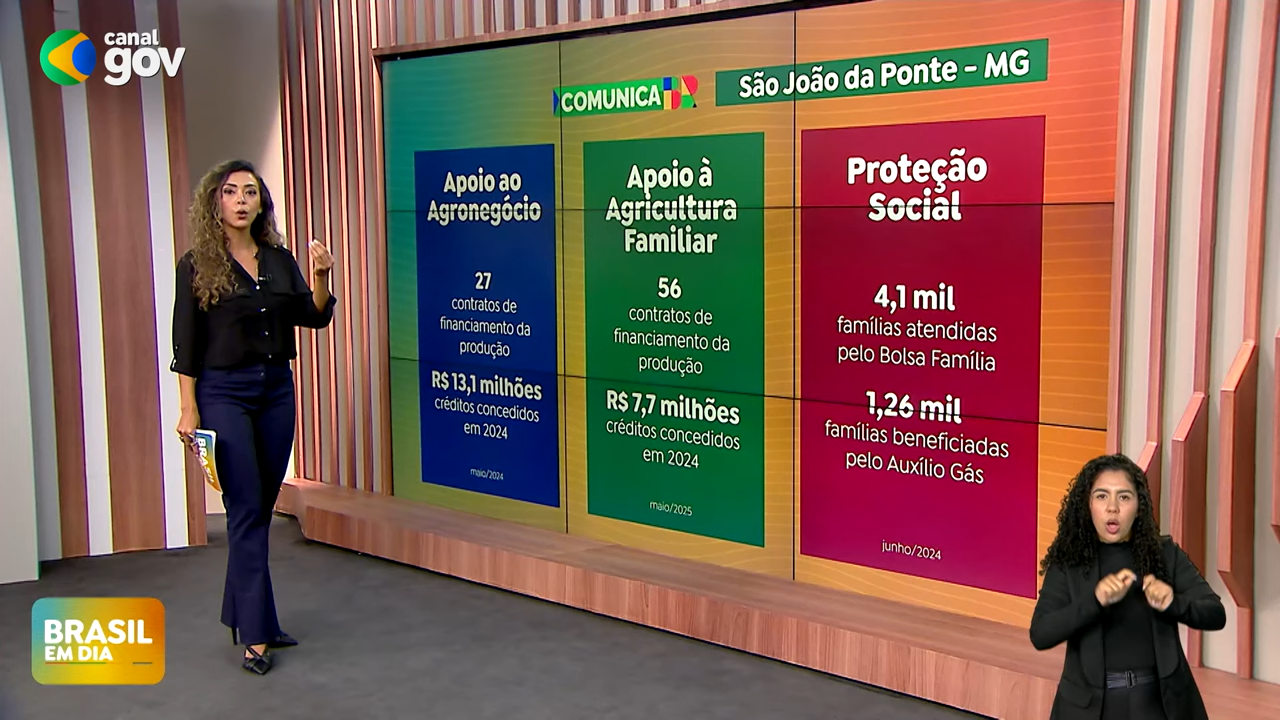 canal
gov
COMUNICABR
São João da Ponte - MG
Apoio ao
Agronegócio
27
contratos de
financiamento da
produção
R$ 13,1 milhões
créditos concedidos
em 2024
maio/2024
Apoio à
Agricultura
Familiar
56
contratos de
financiamento da
produção
R$ 7,7 milhões
créditos concedidos
em 2024
maio/2025
Proteção
Social
4,1 mil
famílias atendidas
pelo Bolsa Família
1,26 mil
famílias beneficiadas
pelo Auxílio Gás
junho/2024
BRASIL
BRASIL
EM DIA